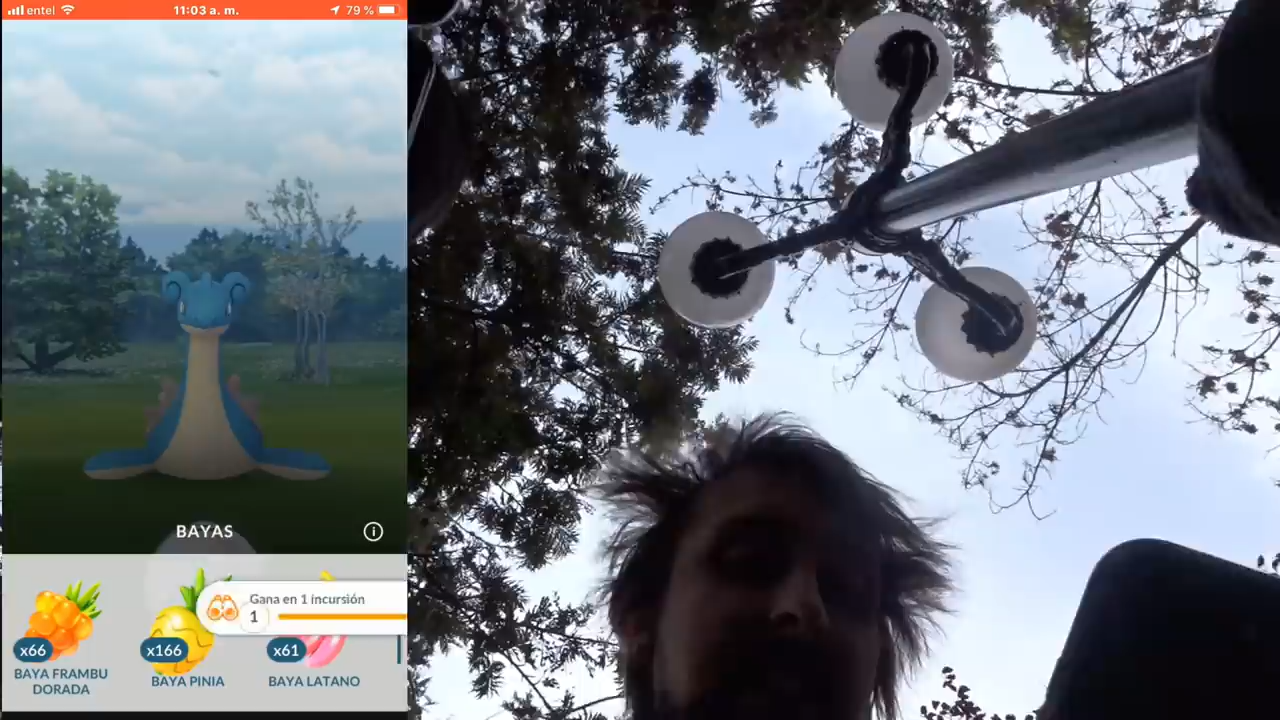 entel
11:03 a. m.
79 %
BAYAS
Gana en 1 incursión
1
x66
x166
x61
BAYA FRAMBU
DORADA
BAYA PINIA
BAYA LATANO